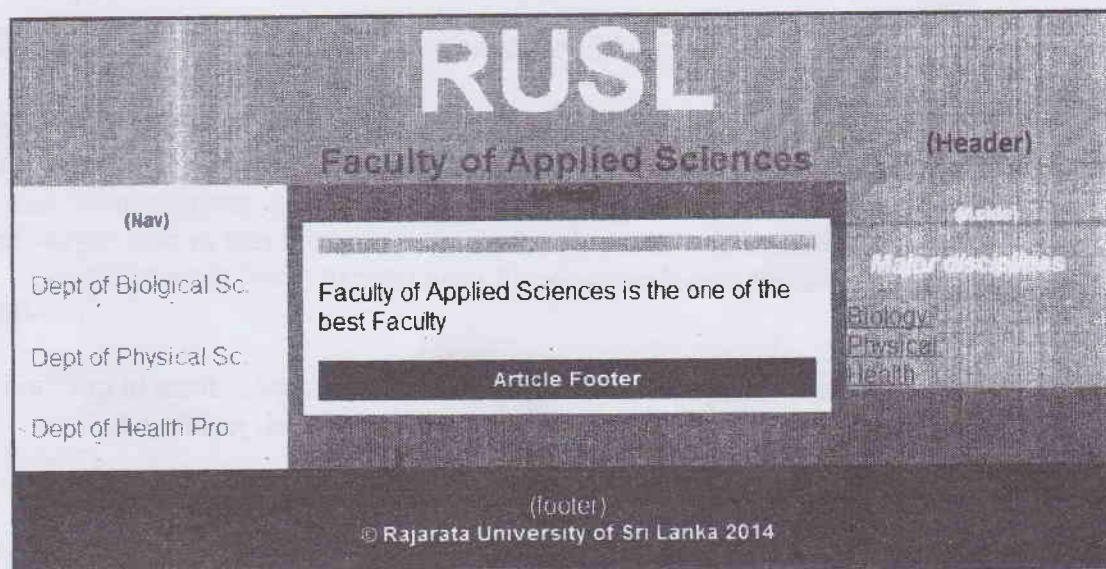 RUSL
Faculty of Applied Sciences
(Header)
(Nav)
Dept of Biolgical Sc.
Dept of Physical Sc.
Dept of Health Pro
Faculty of Applied Sciences is the one of the
best Faculty
Article Footer
Major disciplines
Biology
Physical
Health
(footer)
© Rajarata University of Sri Lanka 2014